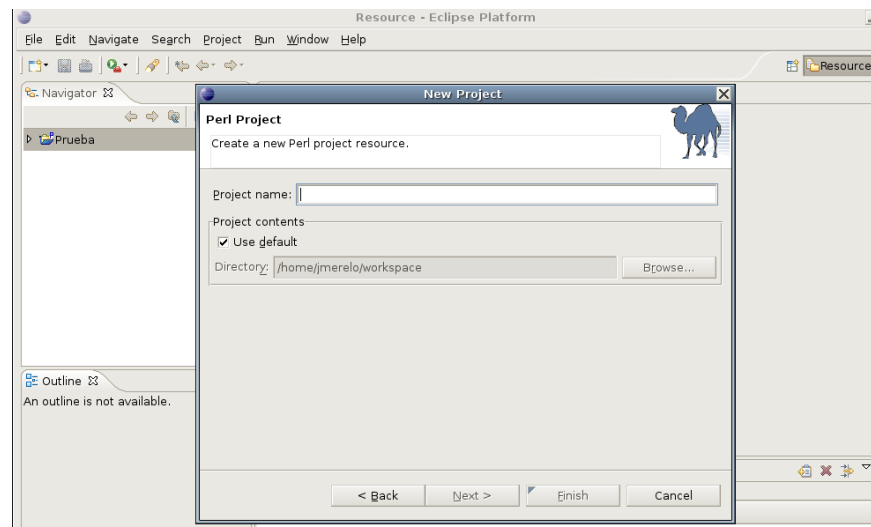 Resource - Eclipse Platform
File Edit Navigate Search Project Run Window Help
Resource
Navigator
Prueba
New Project
Perl Project
Create a new Perl project resource.
Project name:
Project contents
Use default
Directory: /home/jmerelo/workspace
Browse...
Outline
An outline is not available.
< Back Next > Finish Cancel